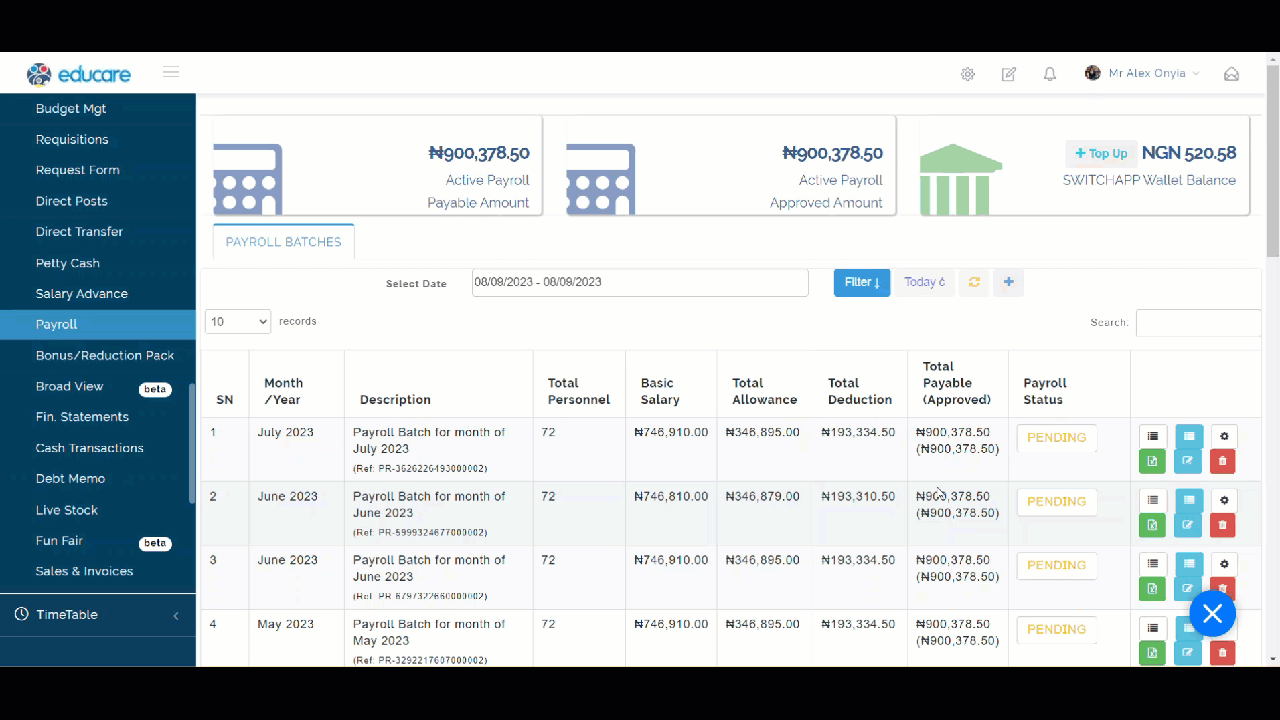 educare
Mr Alex Onyia
Budget Mgt
Requisitions
Request Form
Direct Posts
Direct Transfer
Petty Cash
Salary Advance
Payroll
Bonus/Reduction Pack
Broad View beta
Fin. Statements
Cash Transactions
Debt Memo
Live Stock
Fun Fair beta
Sales & Invoices
TimeTable
₦900,378.50
Active Payroll
Payable Amount
₦900,378.50
Active Payroll
Approved Amount
+ Top Up NGN 520.58
SWITCHAPP Wallet Balance
PAYROLL BATCHES
Select Date 08/09/2023 - 08/09/2023 Filter Today 6
10 records Search:
SN Month /Year Description Total Personnel Basic Salary Total Allowance Total Deduction Total Payable (Approved) Payroll Status
1 July 2023 Payroll Batch for month of 72 ₦746,910.00 ₦346,895.00 ₦193,334.50 ₦900,378.50 PENDING
July 2023 (₦900,378.50)
(Ref: PR-3626226493000002)
2 June 2023 Payroll Batch for month of 72 ₦746,810.00 ₦346,879.00 ₦193,310.50 ₦900,378.50 PENDING
June 2023 (₦900,378.50)
(Ref: PR-5999324677000002)
3 June 2023 Payroll Batch for month of 72 ₦746,910.00 ₦346,895.00 ₦193,334.50 ₦900,378.50 PENDING
June 2023 (₦900,378.50)
(Ref: PR-6797322660000002)
4 May 2023 Payroll Batch for month of 72 ₦746,910.00 ₦346,895.00 ₦193,334.50 ₦900,378.50 PENDING
May 2023 (₦900,378.50)
(Ref: PR-3292217607000002)